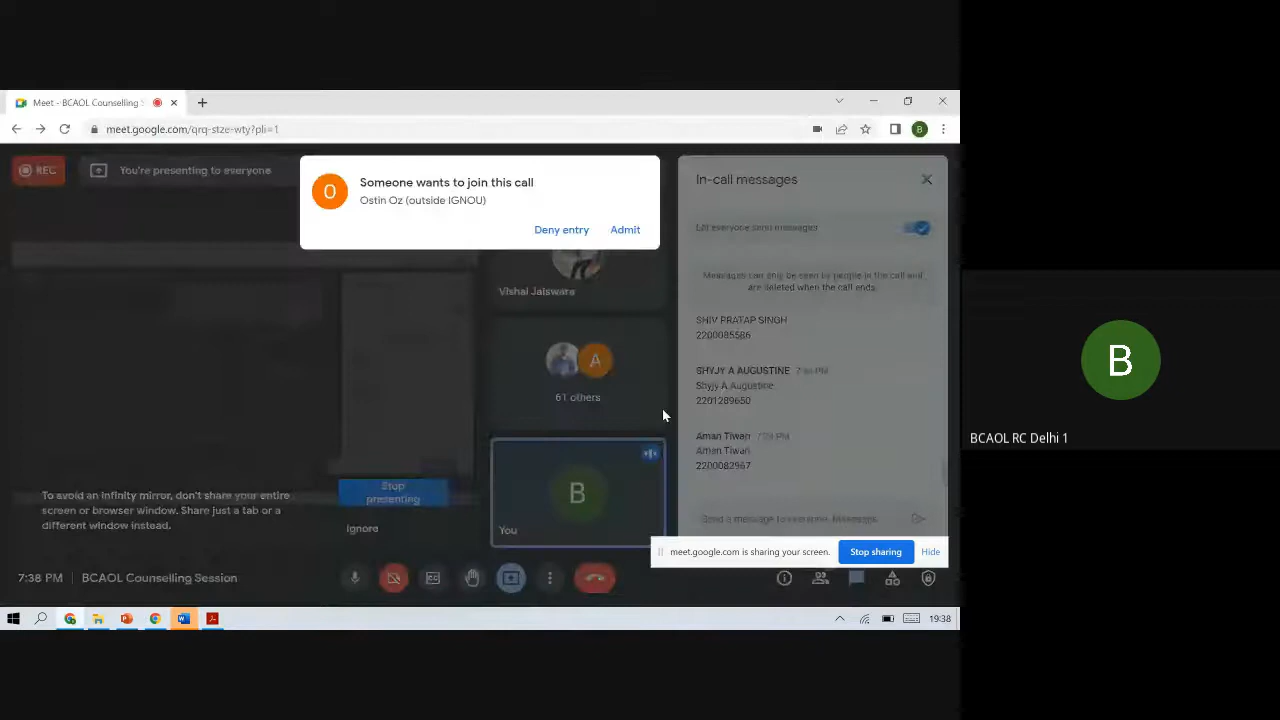 Meet - BCAOL Counselling S
meet.google.com/qrq-stze-wty?pli=1
B
REC
You're presenting to everyone
O
Someone wants to join this call
Ostin Oz (outside IGNOU)
Deny entry
Admit
In-call messages
Let everyone send messages
Messages can only be seen by people in the call and
are deleted when the call ends.
SHIV PRATAP SINGH
2200085586
SHYJY A AUGUSTINE
Shyjy A Augustine
2201289650
Aman Tiwari
Aman Tiwari
2200082967
Send a message to everyone
Vishal Jaiswara
A
61 others
B
You
To avoid an infinity mirror, don't share your entire
screen or browser window. Share just a tab or a
different window instead.
Stop
presenting
Ignore
meet.google.com is sharing your screen.
Stop sharing
Hide
7:38 PM
BCAOL Counselling Session
19:38
B
BCAOL RC Delhi 1